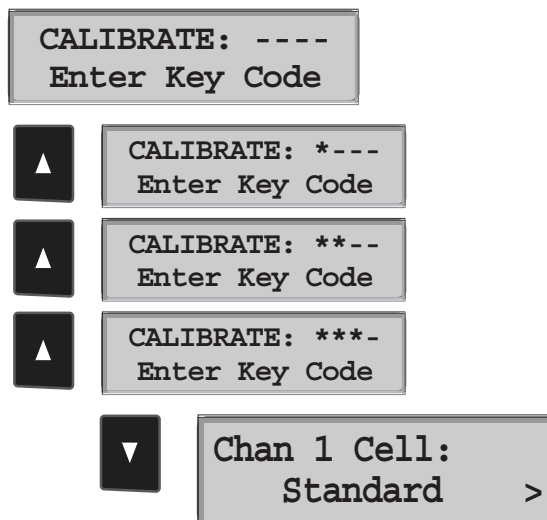 CALIBRATE: ----
Enter Key Code
CALIBRATE: *---
Enter Key Code
CALIBRATE: **--
Enter Key Code
CALIBRATE: ***-
Enter Key Code
Chan 1 Cell:
Standard >